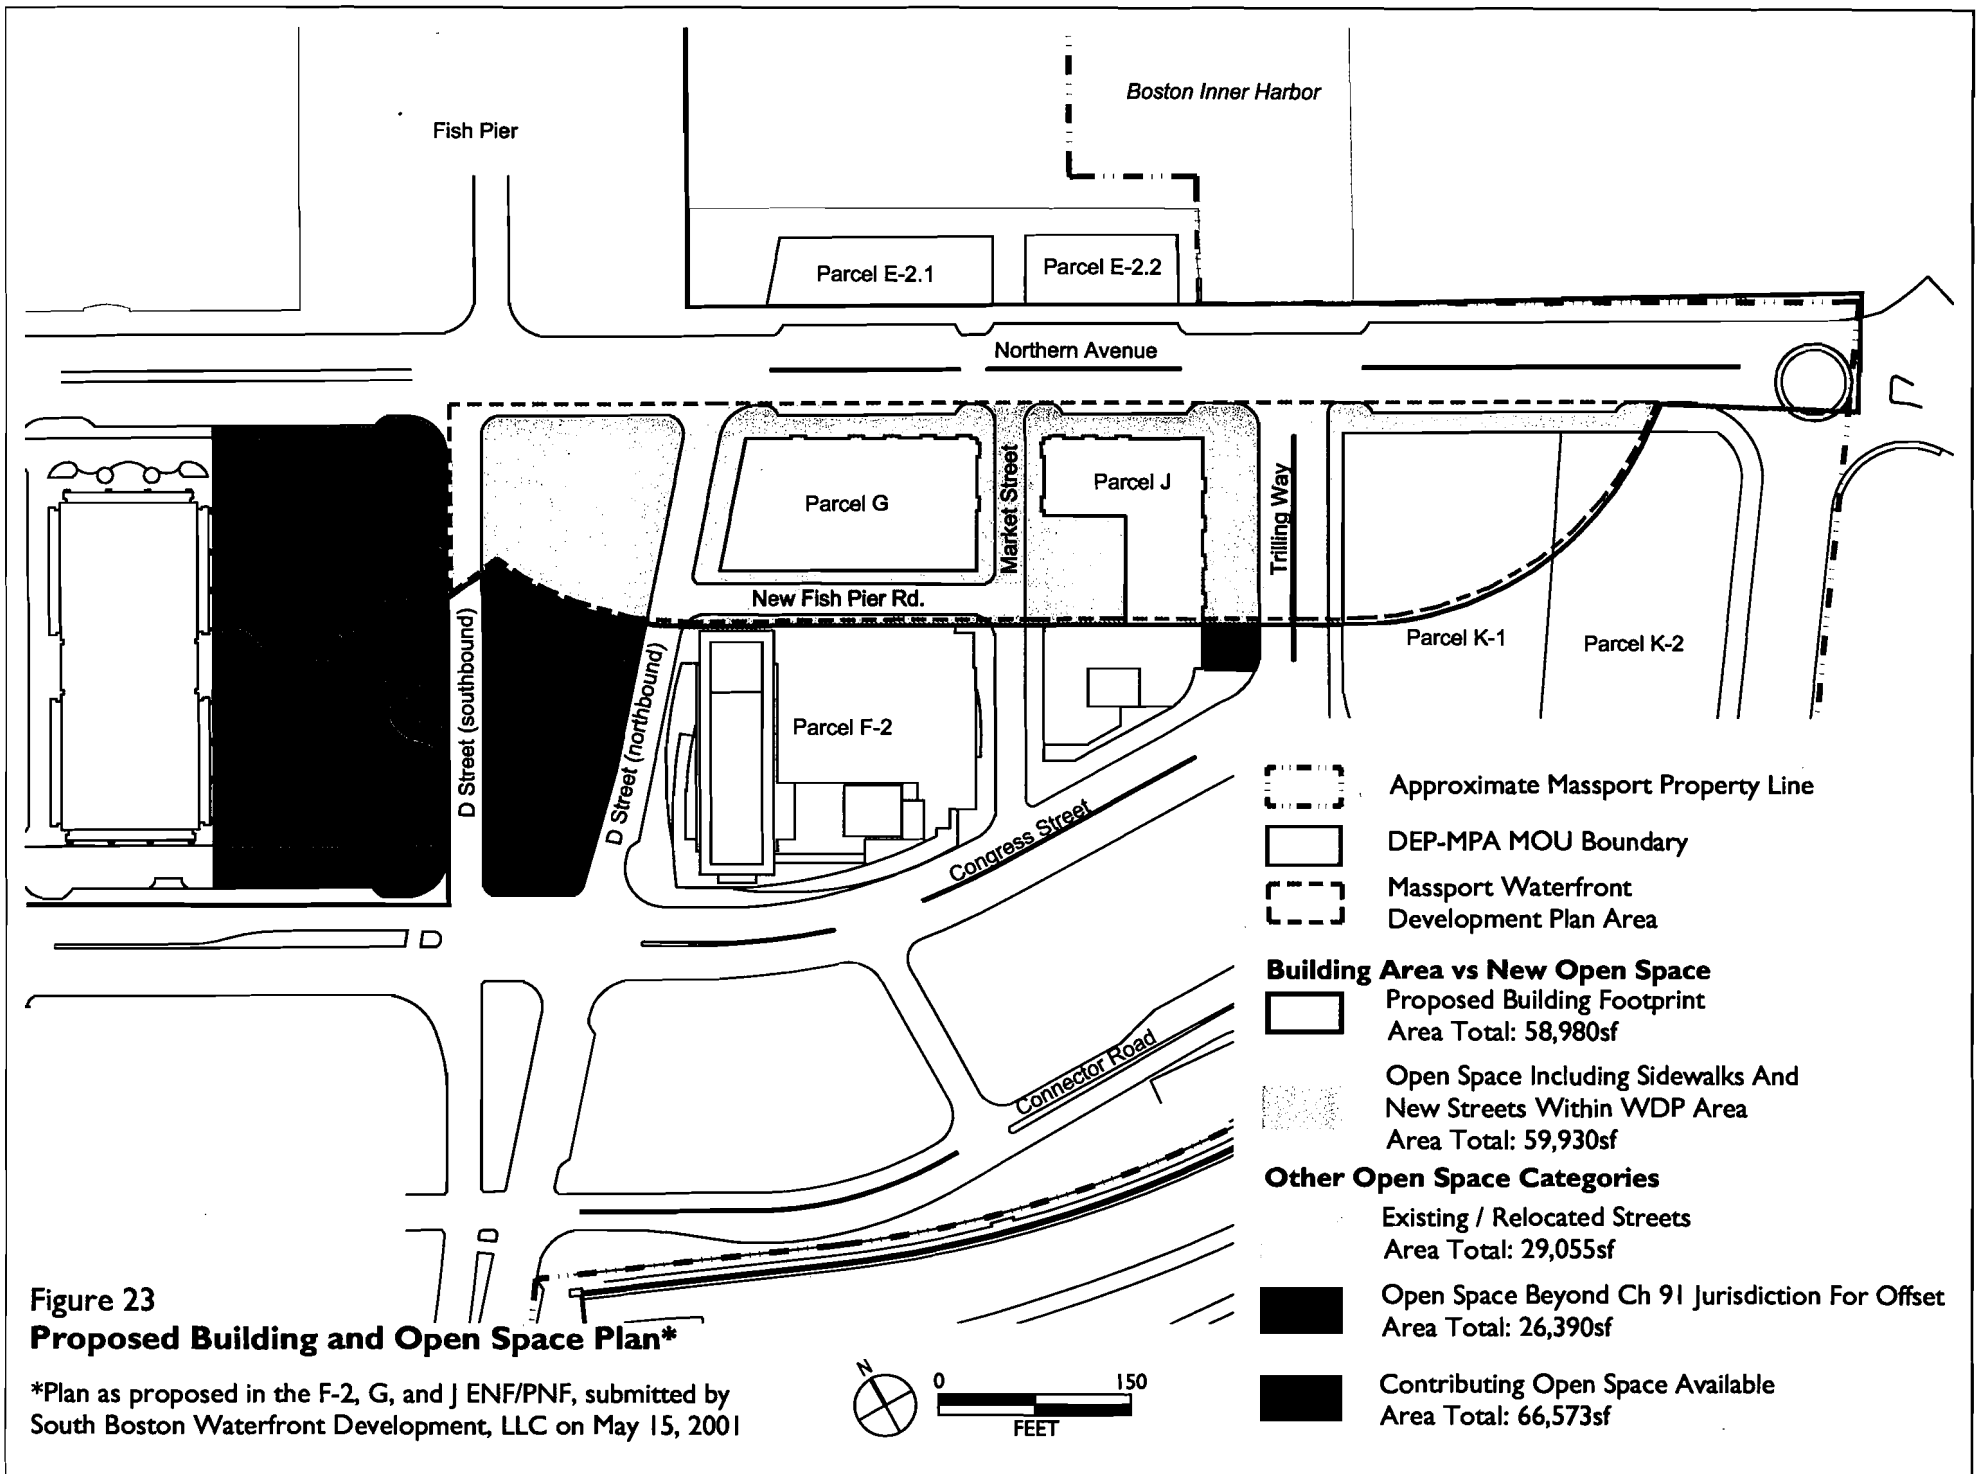 Boston Inner Harbor
Fish Pier
Parcel E-2.1
Parcel E-2.2
Northern Avenue
Parcel G
Market Street
Parcel J
Trilling Way
New Fish Pier Rd.
D Street (southbound)
D Street (northbound)
Parcel F-2
Parcel K-1
Parcel K-2
Congress Street
Connector Road
Approximate Massport Property Line
DEP-MPA MOU Boundary
Massport Waterfront
Development Plan Area
Building Area vs New Open Space
Proposed Building Footprint
Area Total: 58,980sf
Open Space Including Sidewalks And
New Streets Within WDP Area
Area Total: 59,930sf
Other Open Space Categories
Existing / Relocated Streets
Area Total: 29,055sf
Open Space Beyond Ch 91 Jurisdiction For Offset
Area Total: 26,390sf
Contributing Open Space Available
Area Total: 66,573sf
Figure 23
Proposed Building and Open Space Plan*
*Plan as proposed in the F-2, G, and J ENF/PNF, submitted by
South Boston Waterfront Development, LLC on May 15, 2001
N
0 150
FEET